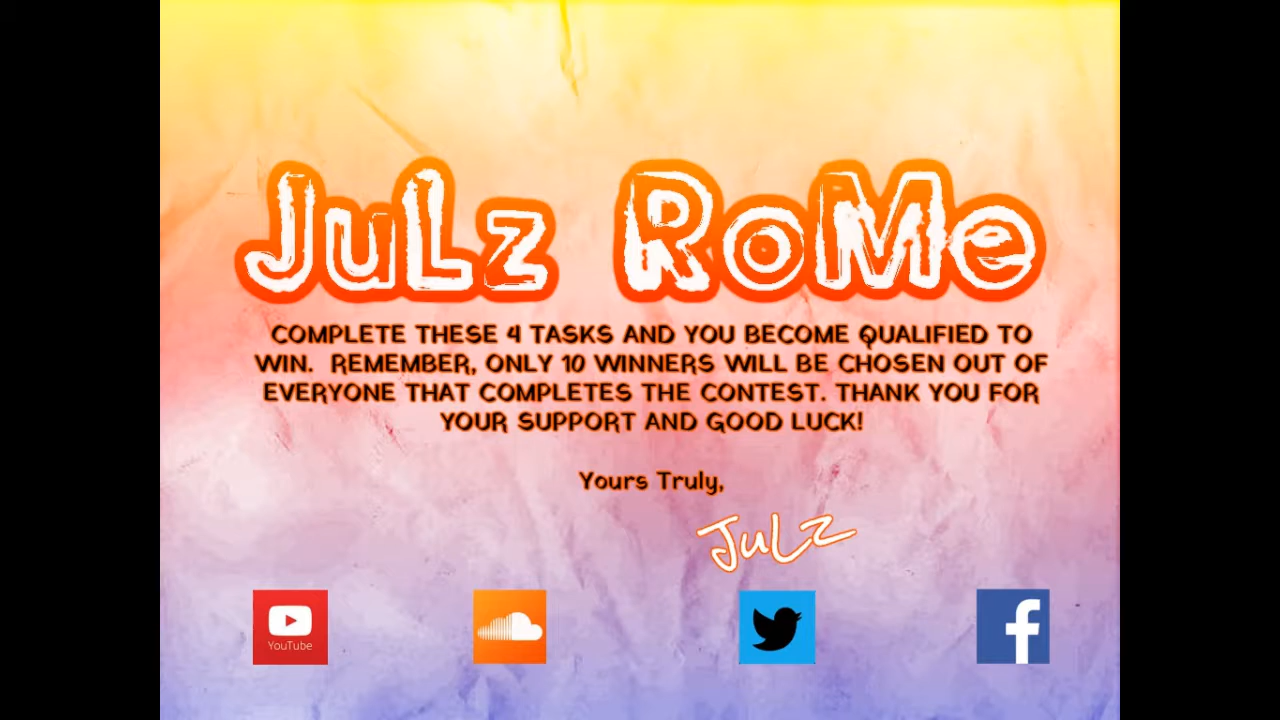 JuLz RoMe
COMPLETE THESE 4 TASKS AND YOU BECOME QUALIFIED TO
WIN. REMEMBER, ONLY 10 WINNERS WILL BE CHOSEN OUT OF
EVERYONE THAT COMPLETES THE CONTEST. THANK YOU FOR
YOUR SUPPORT AND GOOD LUCK!
Yours Truly,
JuLz
YouTube